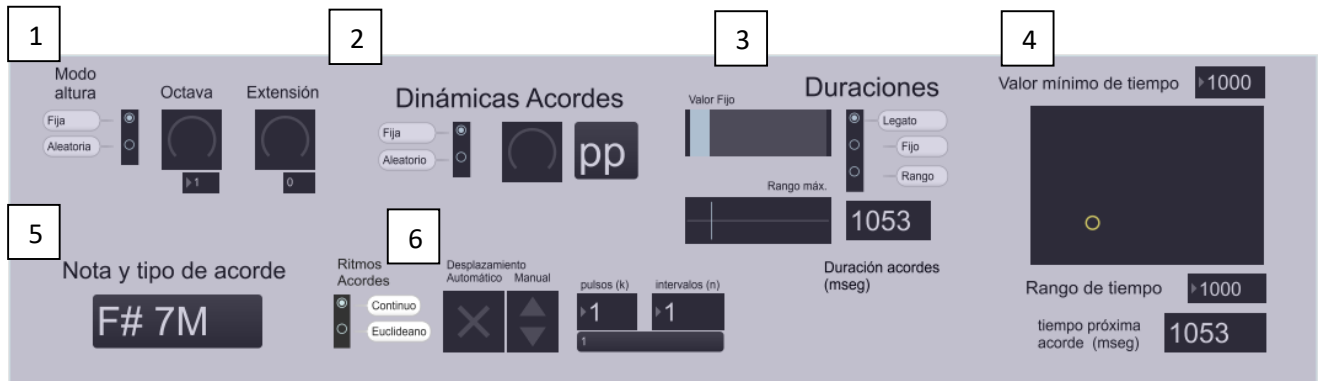 1
2
3
4
Modo
altura
Octava
Extensión
Fija
Aleatoria
1
0
Dinámicas Acordes
Fija
Aleatorio
pp
Duraciones
Valor Fijo
Legato
Fijo
Rango
Rango máx.
1053
Duración acordes
(mseg)
Valor mínimo de tiempo
1000
Rango de tiempo
1000
tiempo próxima
acorde (mseg)
1053
5
Nota y tipo de acorde
F# 7M
6
Ritmos
Acordes
Continuo
Euclideano
Desplazamiento
Automático Manual
pulsos (k)
intervalos (n)
1
1
1